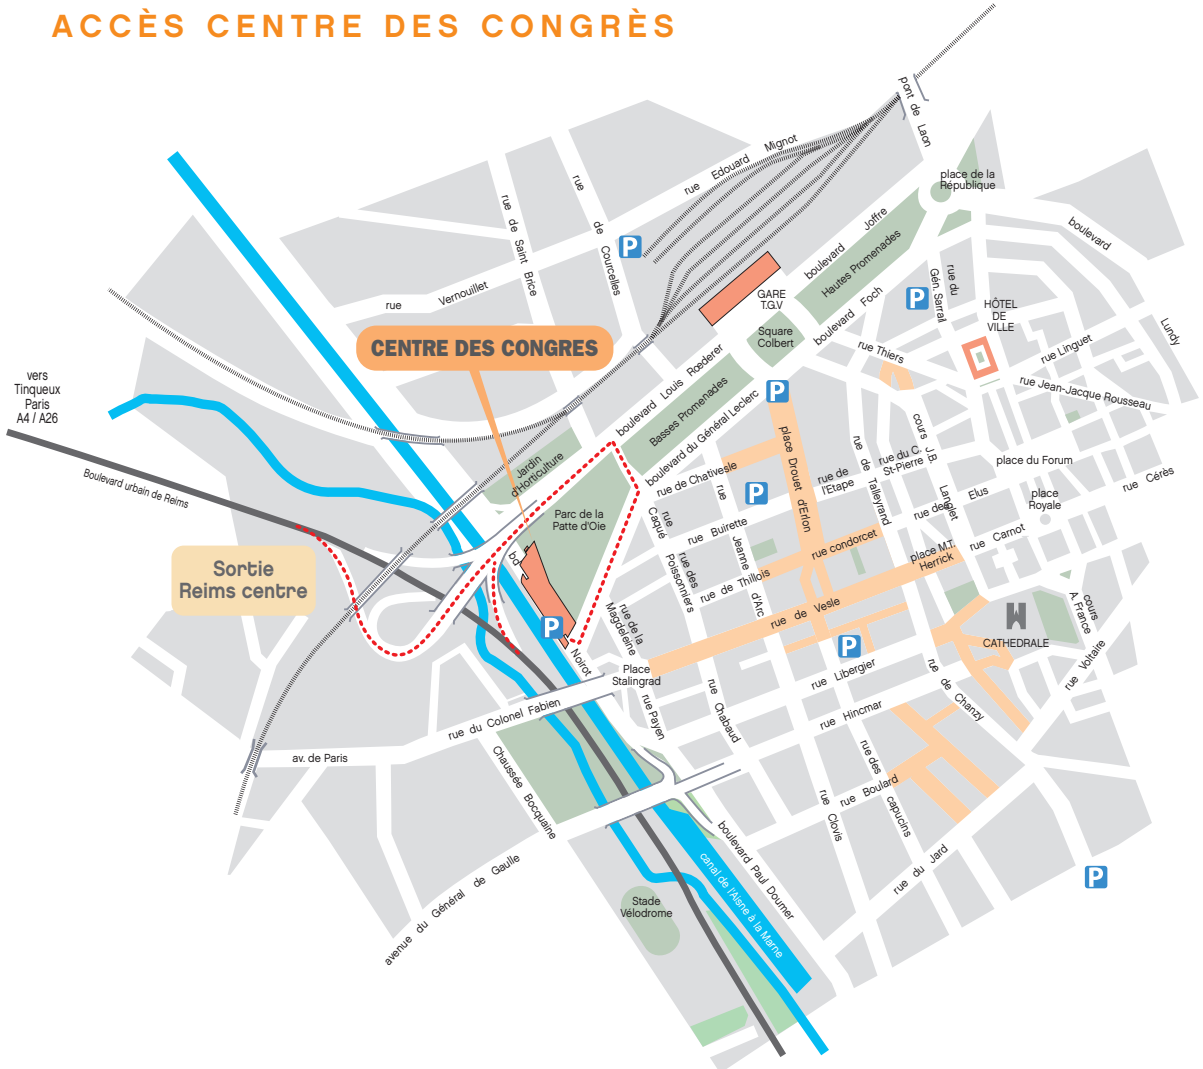 ACCÈS CENTRE DES CONGRÈS
pont de Laon
rue Edouard Mignot
place de la
République
rue de Saint Brice
rue de Courcelles
P
boulevard Joffre
Hautes Promenades
boulevard
Lundy
rue Vernouillet
GARE
T.G.V
boulevard Foch
P
rue du
Gén. Sarrail
HÔTEL
DE
VILLE
CENTRE DES CONGRES
Square
Colbert
rue Thiers
rue Linguet
rue Jean-Jacque Rousseau
vers
Tinqueux
Paris
A4 / A26
boulevard Louis Rœderer
Basses Promenades
boulevard du Général Leclerc
P
place Drouet d'Erlon
cours J.B. Langlet
rue de Talleyrand
rue du C.
St-Pierre
place du Forum
Boulevard urbain de Reims
Jardin
d'Horticulture
rue de Chativesle
P
rue de
l'Etape
rue des Elus
place
Royale
rue Cérès
Parc de la
Patte d'Oie
rue Caqué
rue Buirette
rue Jeanne d'Arc
rue condorcet
place M.T.
Herrick
rue Carnot
Sortie
Reims centre
bd Noirot
P
rue des
Poissonniers
rue de Thillois
rue de Vesle
rue de la
Magdeleine
CATHEDRALE
cours
A. France
rue Voltaire
Place
Stalingrad
P
rue Libergier
rue de Chanzy
rue du Colonel Fabien
rue Payen
rue Chabaud
rue Hincmar
av. de Paris
Chaussée Bocquaine
rue des capucins
rue Boulard
rue Clovis
avenue du Général de Gaulle
boulevard Paul Doumer
canal de l'Aisne à la Marne
rue du Jard
P
Stade
Vélodrome